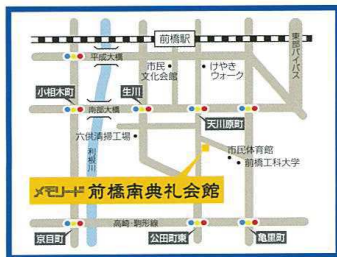 前橋駅
東部バイパス
平成大橋
市民
文化会館
けやき
ウォーク
小相木町
南部大橋
生川
天川原町
六供清掃工場
利根川
市民体育館
前橋工科大学
メモリード 前橋南典礼会館
高崎・駒形線
京目町
公田町東
亀里町